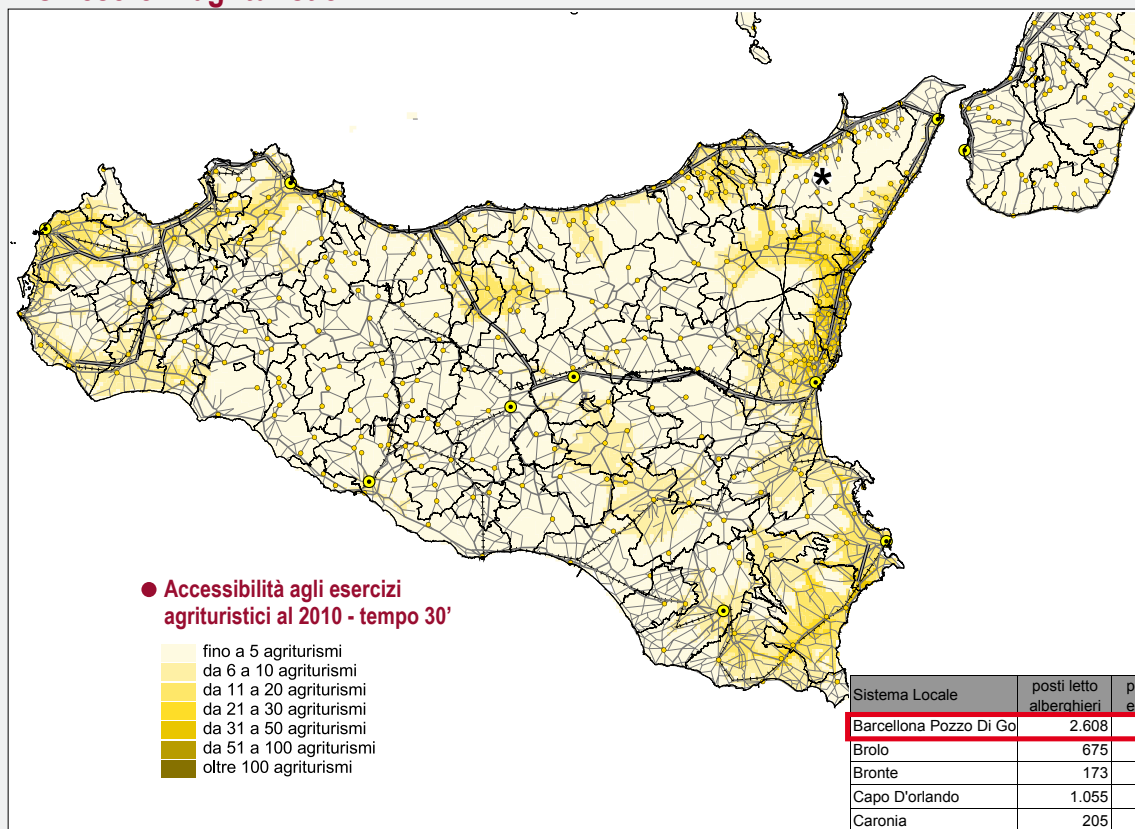 ● Accessibilità agli esercizi
agrituristici al 2010 - tempo 30’
fino a 5 agriturismi
da 6 a 10 agriturismi
da 11 a 20 agriturismi
da 21 a 30 agriturismi
da 31 a 50 agriturismi
da 51 a 100 agriturismi
oltre 100 agriturismi
*
Sistema Locale posti letto alberghieri
Barcellona Pozzo Di Go 2.608
Brolo 675
Bronte 173
Capo D'orlando 1.055
Caronia 205